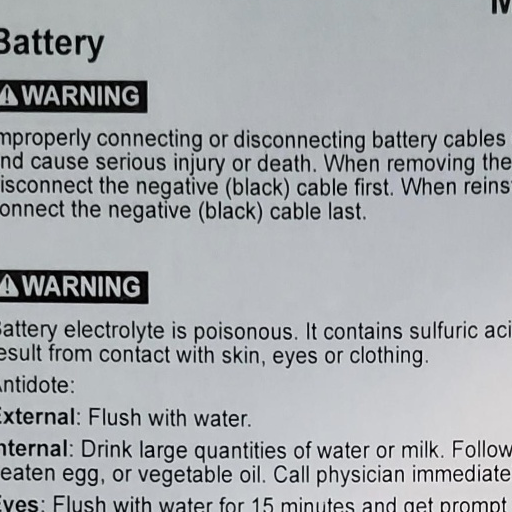 Battery
WARNING
mproperly connecting or disconnecting battery cables
nd cause serious injury or death. When removing the
isconnect the negative (black) cable first. When reins
onnect the negative (black) cable last.
WARNING
Battery electrolyte is poisonous. It contains sulfuric aci
esult from contact with skin, eyes or clothing.
Antidote:
External: Flush with water.
nternal: Drink large quantities of water or milk. Follow
eaten egg, or vegetable oil. Call physician immediate
Eyes: Flush with water for 15 minutes and get prompt